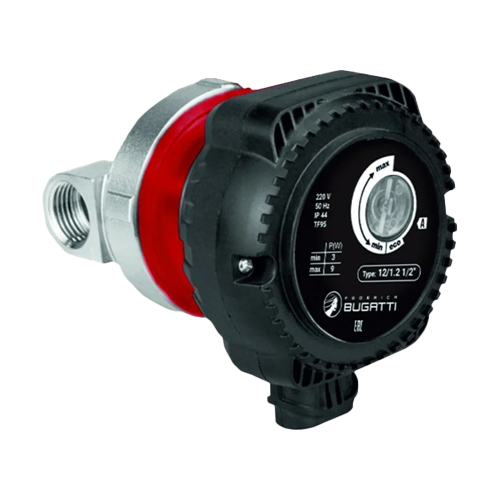 max
220 V
50 Hz
IP 44
TF95
min eco
A
P(W)
min 3
max 9
Type: 12/1.2 1/2"
FEDERICA
BUGATTI
EAC